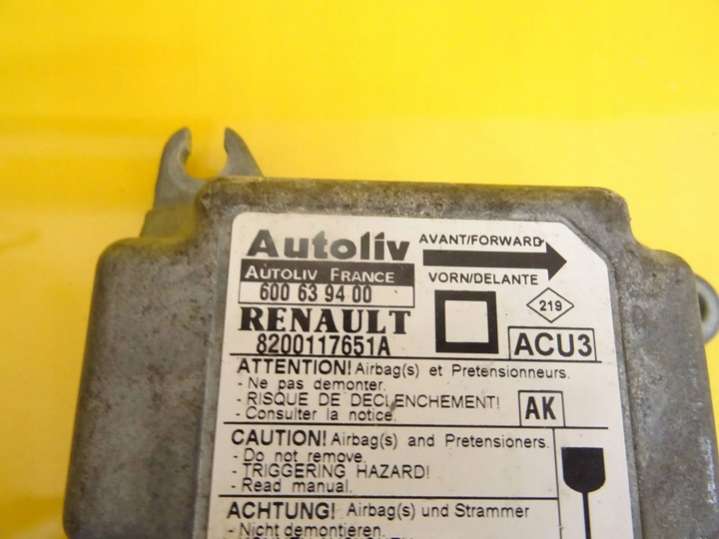 Autoliv
AVANT/FORWARD
AUTOLIV FRANCE
VORN/DELANTE
600 63 94 00
219
RENAULT
8200117651A
ACU3
ATTENTION! Airbag(s) et Pretensionneurs.
- Ne pas demonter.
- RISQUE DE DECLENCHEMENT!
- Consulter la notice.
AK
CAUTION! Airbag(s) and Pretensioners.
- Do not remove.
- TRIGGERING HAZARD!
- Read manual.
ACHTUNG! Airbag(s) und Strammer
- Nicht demontieren.